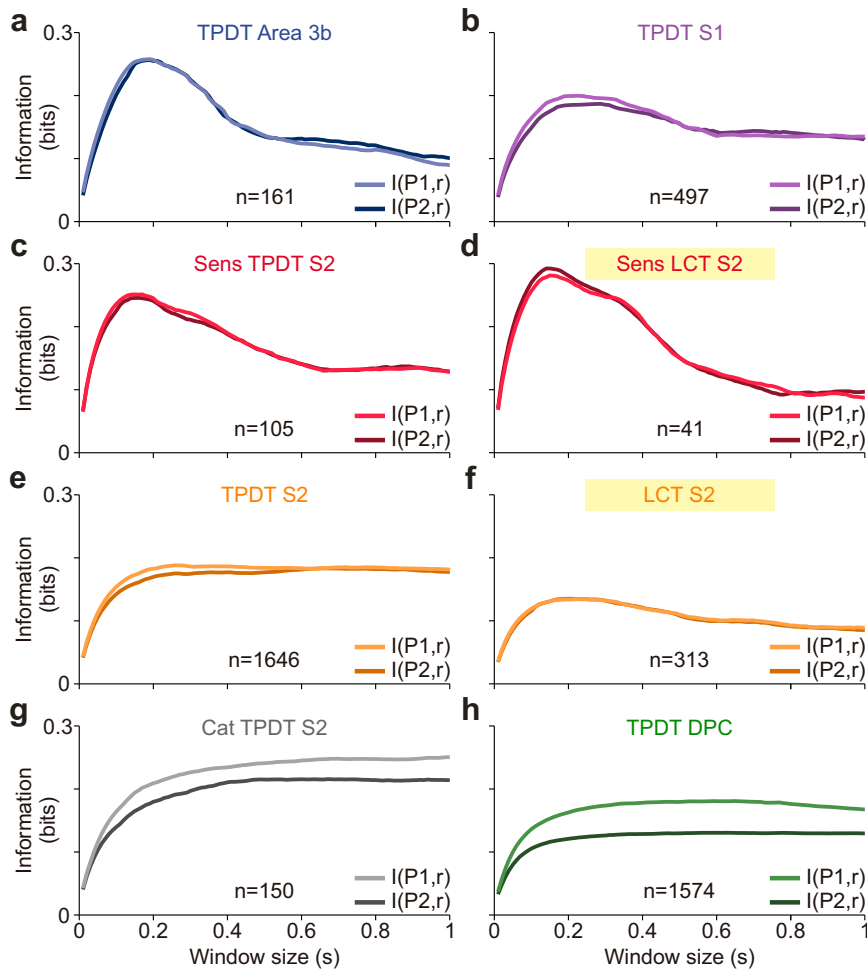 a
TPDT Area 3b
0.3
0
Information
(bits)
n=161
I(P1,r)
I(P2,r)
b
TPDT S1
n=497
I(P1,r)
I(P2,r)
c
Sens TPDT S2
0.3
0
Information
(bits)
n=105
I(P1,r)
I(P2,r)
d
Sens LCT S2
n=41
I(P1,r)
I(P2,r)
e
TPDT S2
0.3
0
Information
(bits)
n=1646
I(P1,r)
I(P2,r)
f
LCT S2
n=313
I(P1,r)
I(P2,r)
g
Cat TPDT S2
0.3
0
Information
(bits)
n=150
I(P1,r)
I(P2,r)
0 0.2 0.4 0.6 0.8 1
Window size (s)
h
TPDT DPC
n=1574
I(P1,r)
I(P2,r)
0 0.2 0.4 0.6 0.8 1
Window size (s)